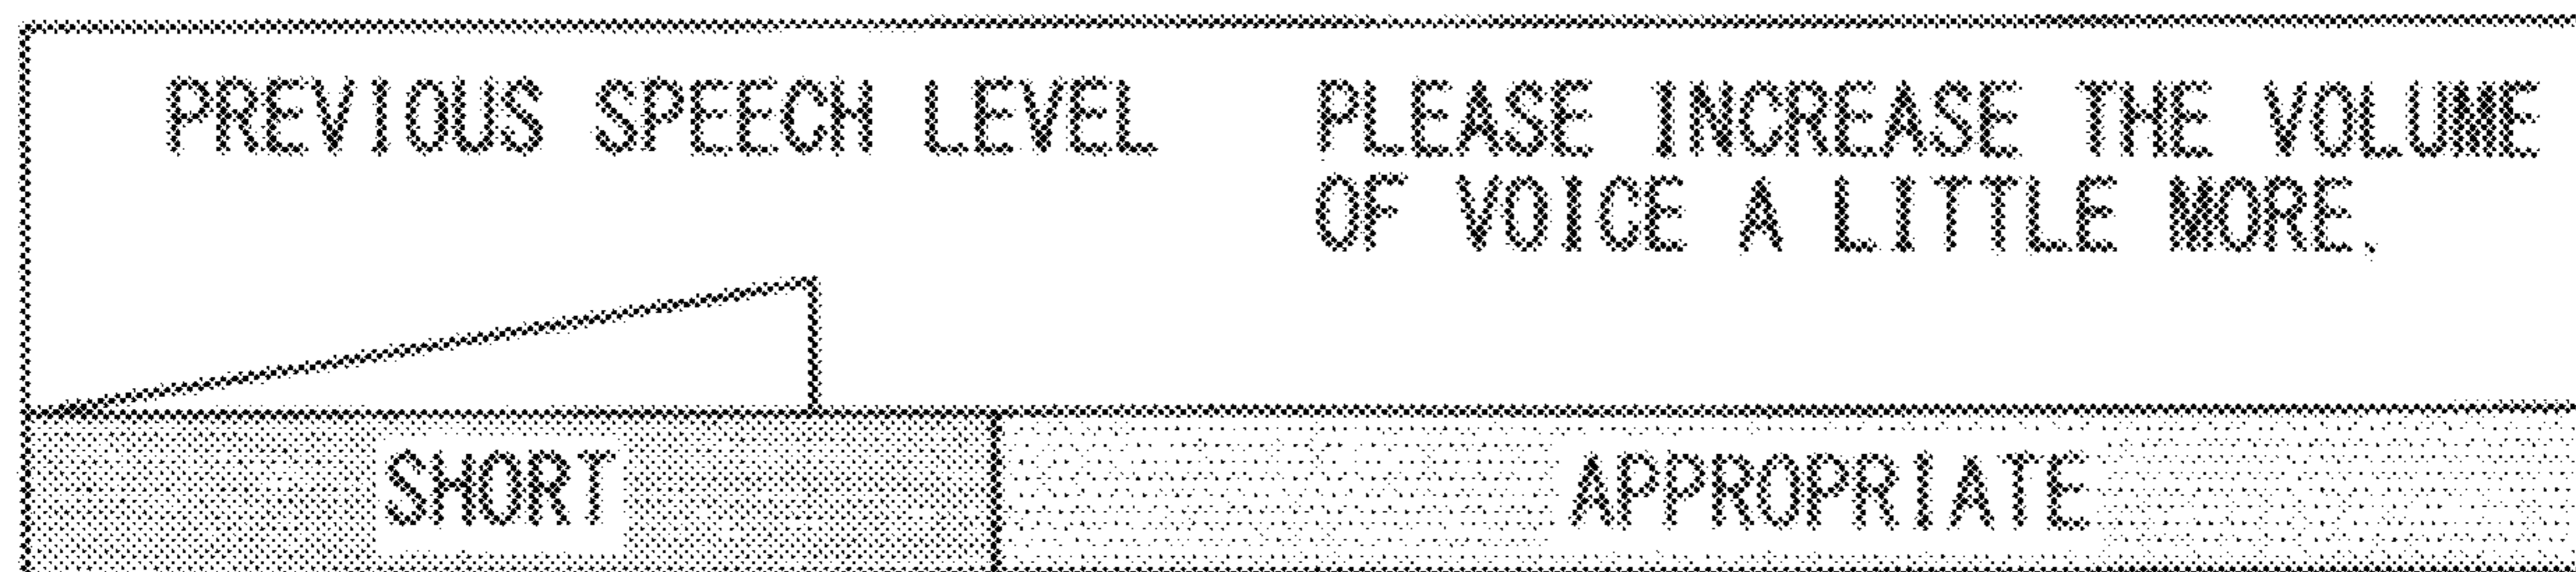 PREVIOUS SPEECH LEVEL
PLEASE INCREASE THE VOLUME
OF VOICE A LITTLE MORE.
SHORT
APPROPRIATE